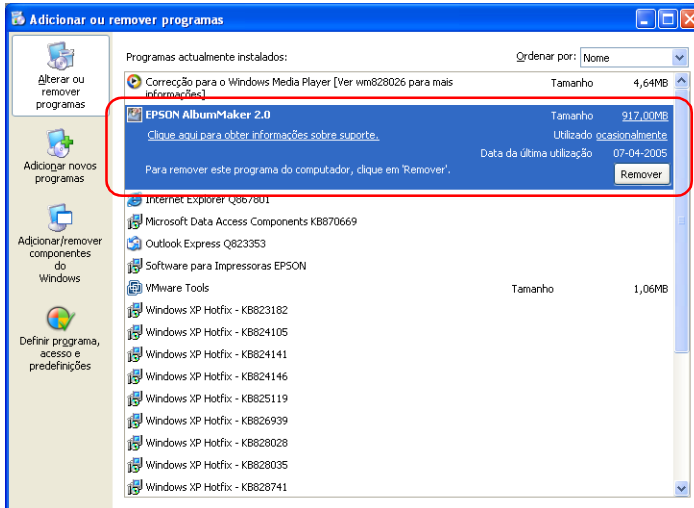 Adicionar ou remover programas
Alterar ou
remover
programas
Adicionar novos
programas
Adicionar/remover
componentes
do
Windows
Definir programa,
acesso e
predefinições
Programas actualmente instalados:
Ordenar por: Nome
Correcção para o Windows Media Player [Ver wm828026 para mais
informações]
Tamanho 4,64MB
EPSON AlbumMaker 2.0
Tamanho 917,00MB
Clique aqui para obter informações sobre suporte.
Utilizado ocasionalmente
Data da última utilização 07-04-2005
Para remover este programa do computador, clique em 'Remover'.
Remover
Internet Explorer Q867801
Microsoft Data Access Components KB870669
Outlook Express Q823353
Software para Impressoras EPSON
VMware Tools Tamanho 1,06MB
Windows XP Hotfix - KB823182
Windows XP Hotfix - KB824105
Windows XP Hotfix - KB824141
Windows XP Hotfix - KB824146
Windows XP Hotfix - KB825119
Windows XP Hotfix - KB826939
Windows XP Hotfix - KB828028
Windows XP Hotfix - KB828035
Windows XP Hotfix - KB828741